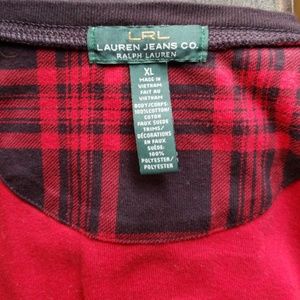 LRL
LAUREN JEANS CO.
RALPH LAUREN
XL
MADE IN
VIETNAM
FAIT AU
VIETNAM
BODY/CORPS:
100%COTTON/
COTON
FAUX SUEDE
TRIMS/
DÉCORATIONS
EN FAUX
SUÈDE:
100%
POLYESTER/
POLYESTER